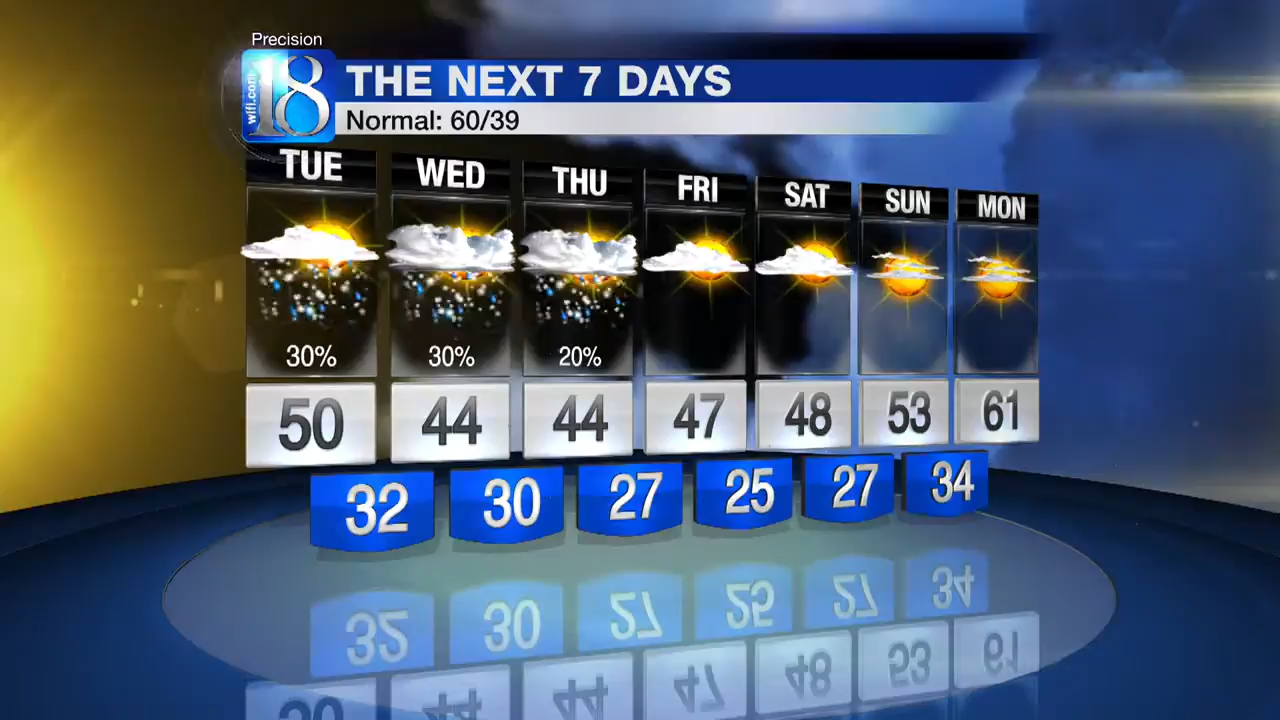 Precision
wlfi.com
18
THE NEXT 7 DAYS
Normal: 60/39
TUE WED THU FRI SAT SUN MON
30% 30% 20%
50 44 44 47 48 53 61
32 30 27 25 27 34